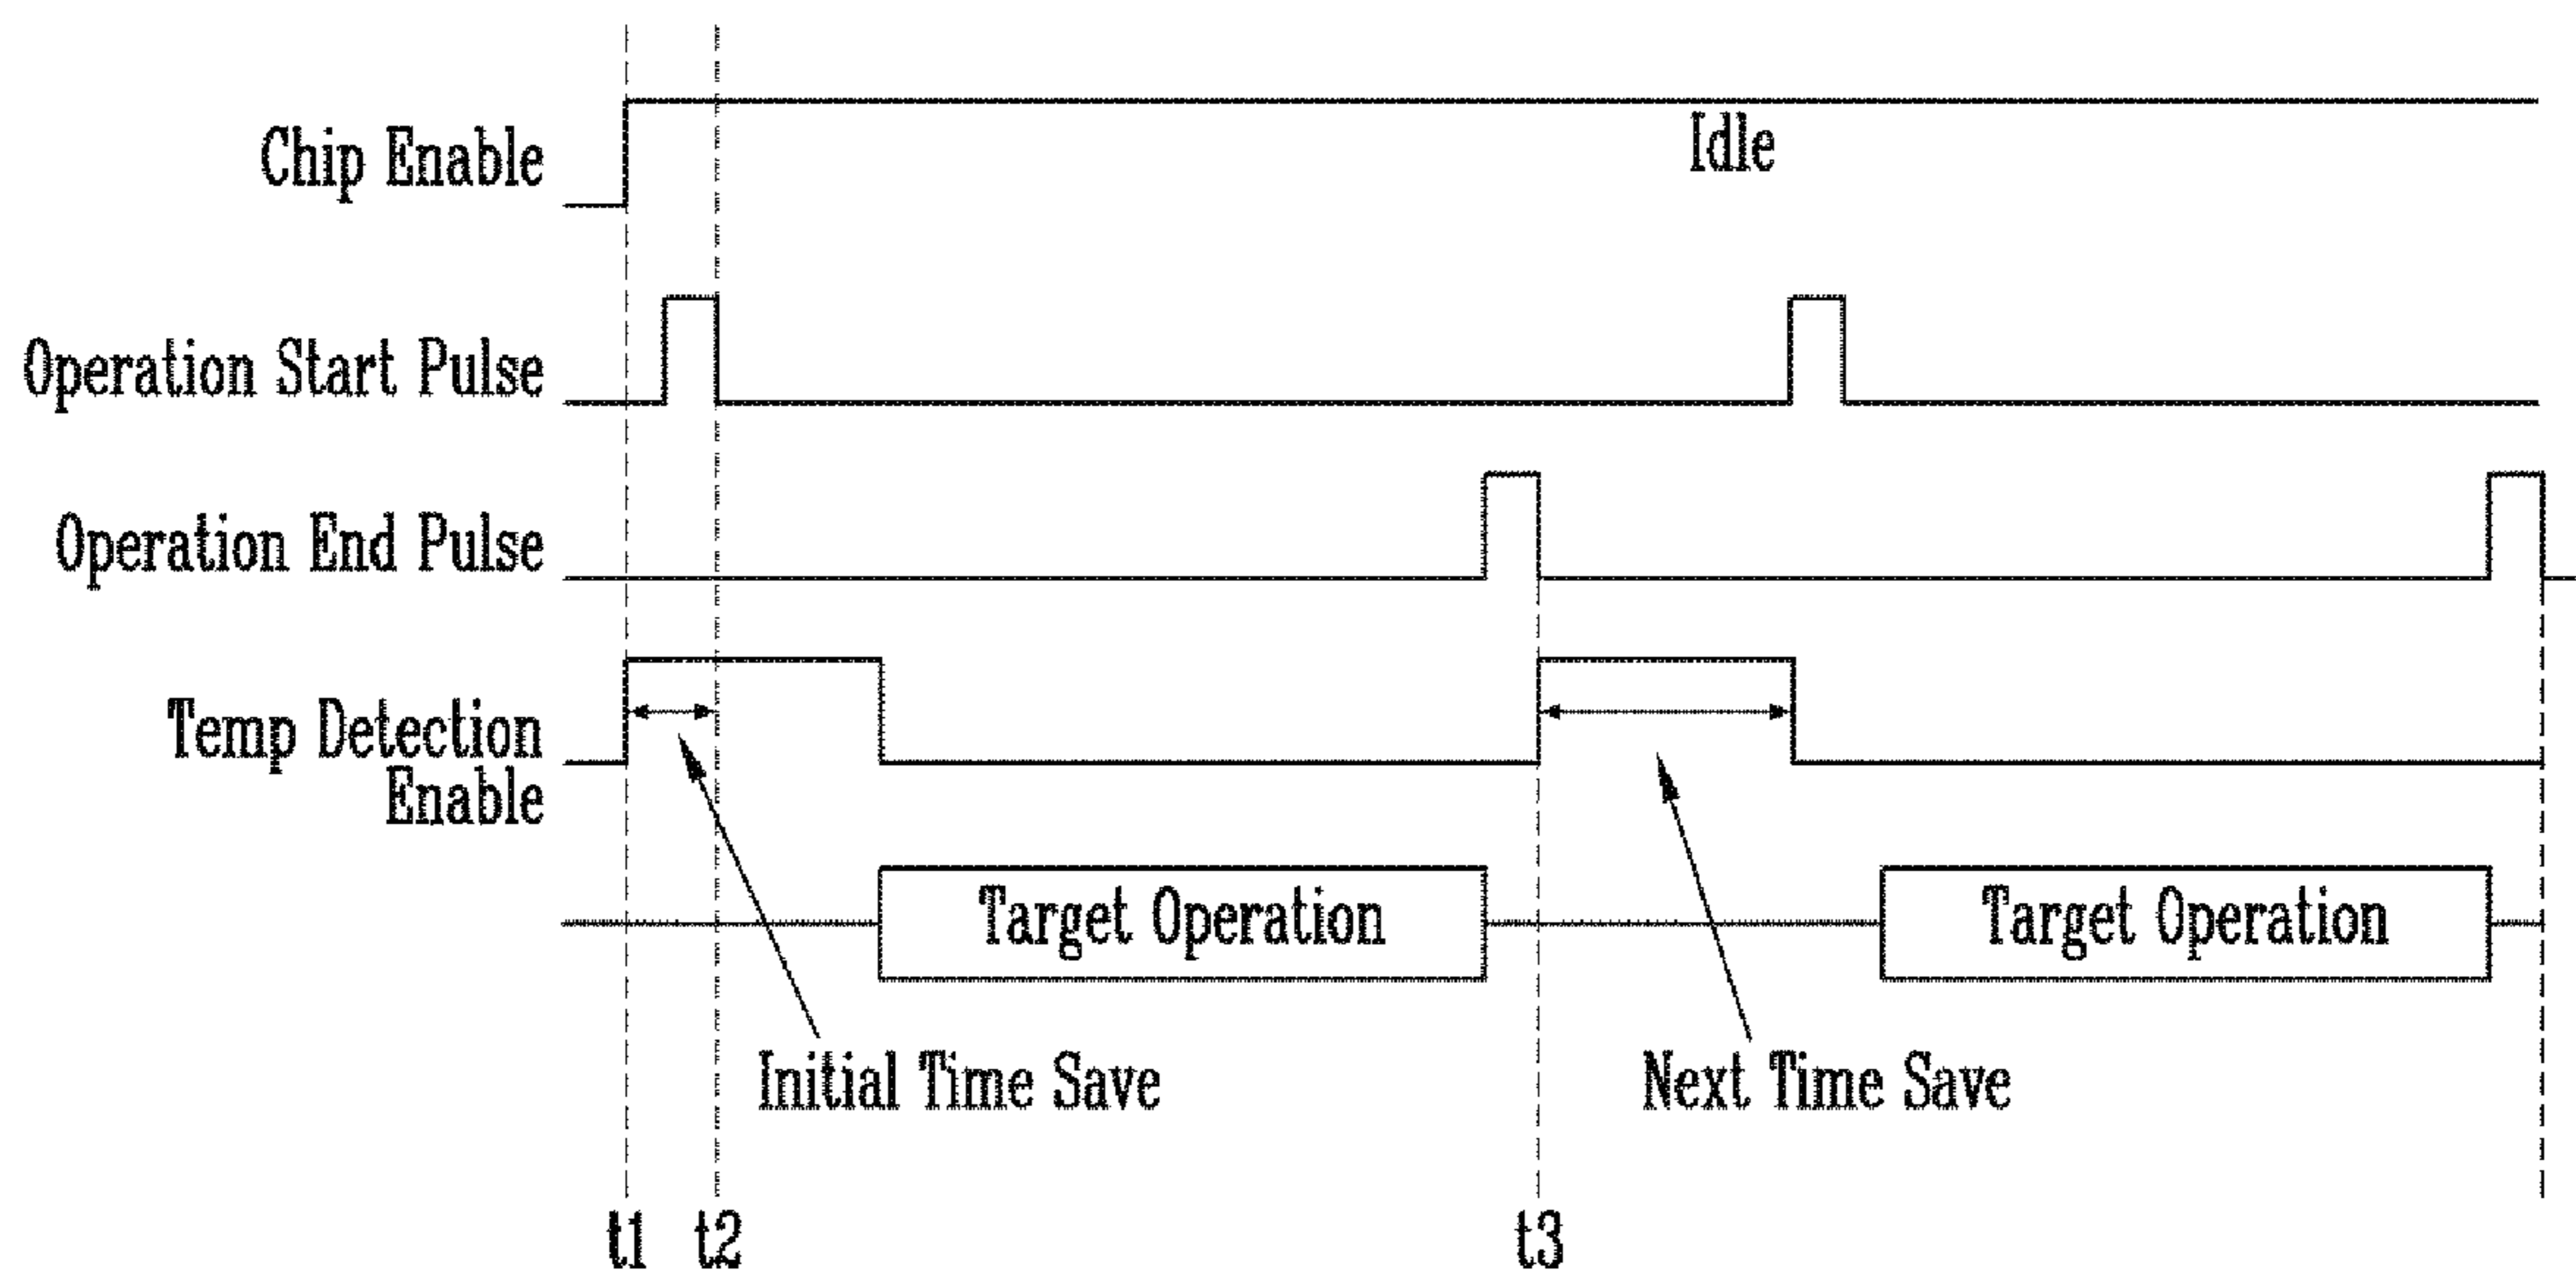 Chip Enable
Idle
Operation Start Pulse
Operation End Pulse
Temp Detection
Enable
Target Operation
Target Operation
Initial Time Save
Next Time Save
t1
t2
t3